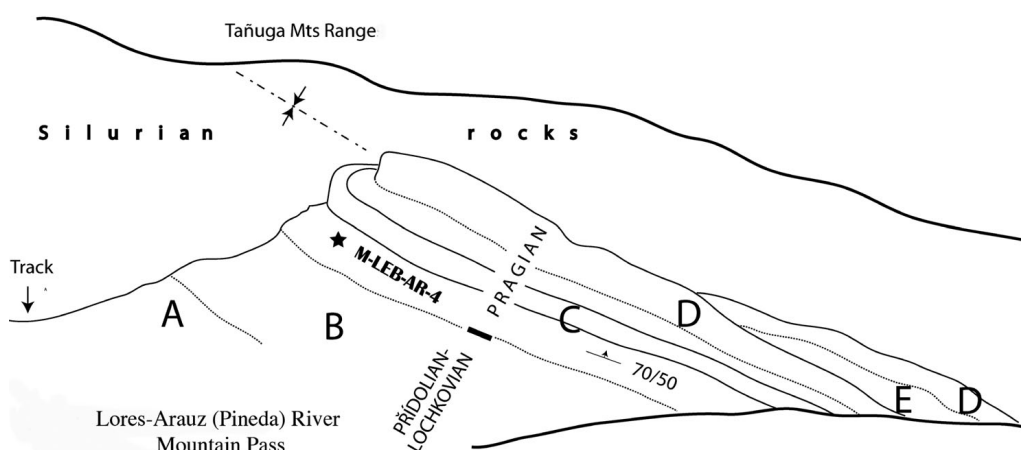 Tañuga Mts Range
Silurian rocks
Track
M-LEB-AR-4
PRAGIAN
A
B
C
D
70/50
E
D
PŘÍDOLIAN-
LOCHKOVIAN
Lores-Arauz (Pineda) River
Mountain Pass